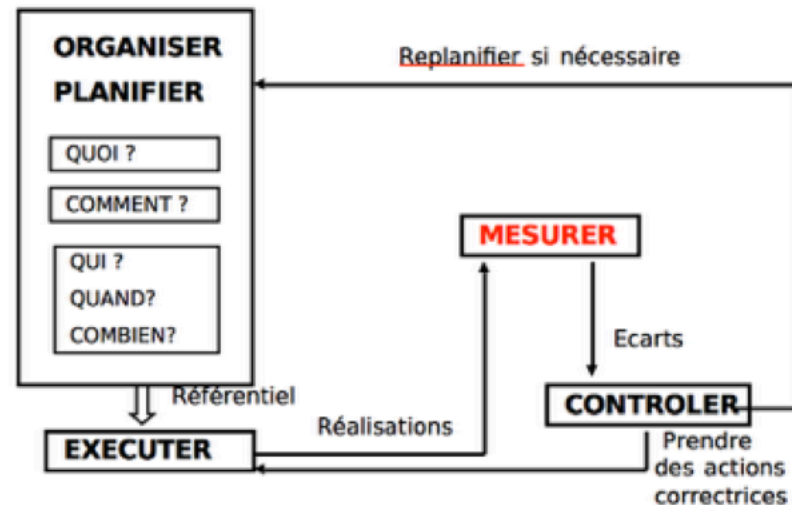 ORGANISER
PLANIFIER
QUOI ?
COMMENT ?
QUI ?
QUAND?
COMBIEN?
Replanifier si nécessaire
MESURER
Ecarts
Référentiel
CONTROLER
Réalisations
EXECUTER
Prendre
des actions
correctrices